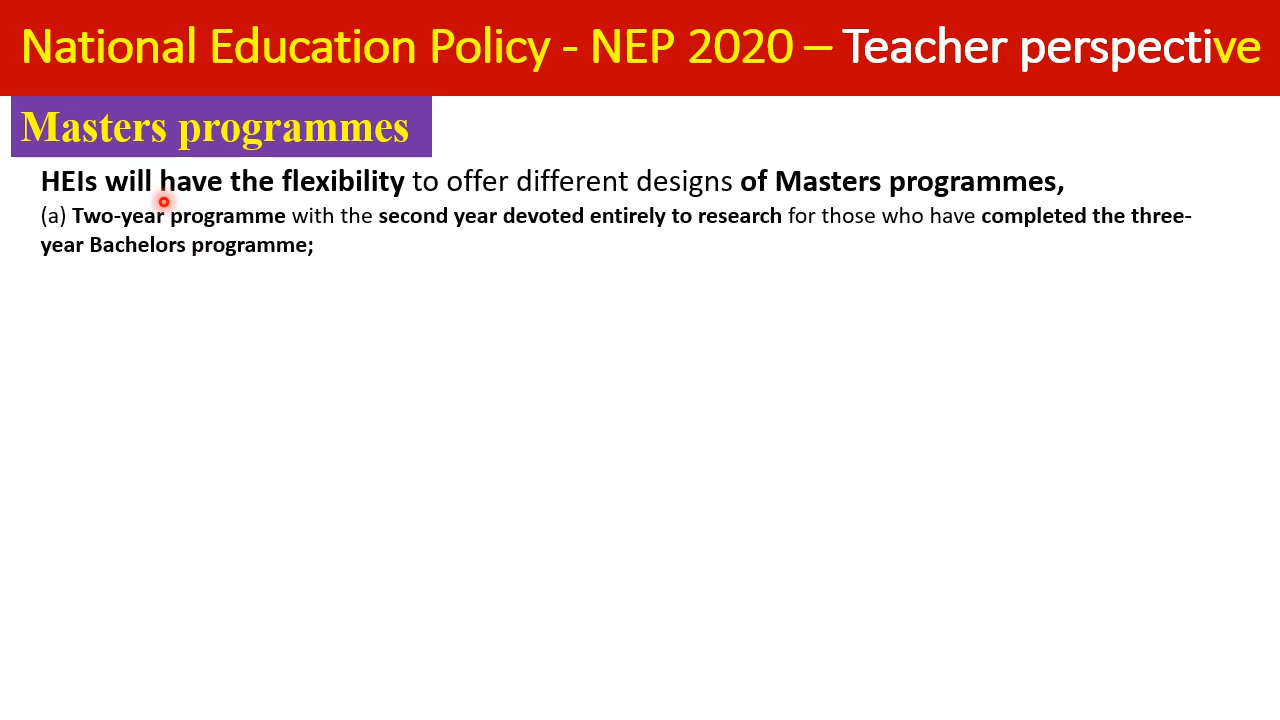 National Education Policy - NEP 2020 – Teacher perspective
Masters programmes
HEIs will have the flexibility to offer different designs of Masters programmes,
(a) Two-year programme with the second year devoted entirely to research for those who have completed the three-
year Bachelors programme;